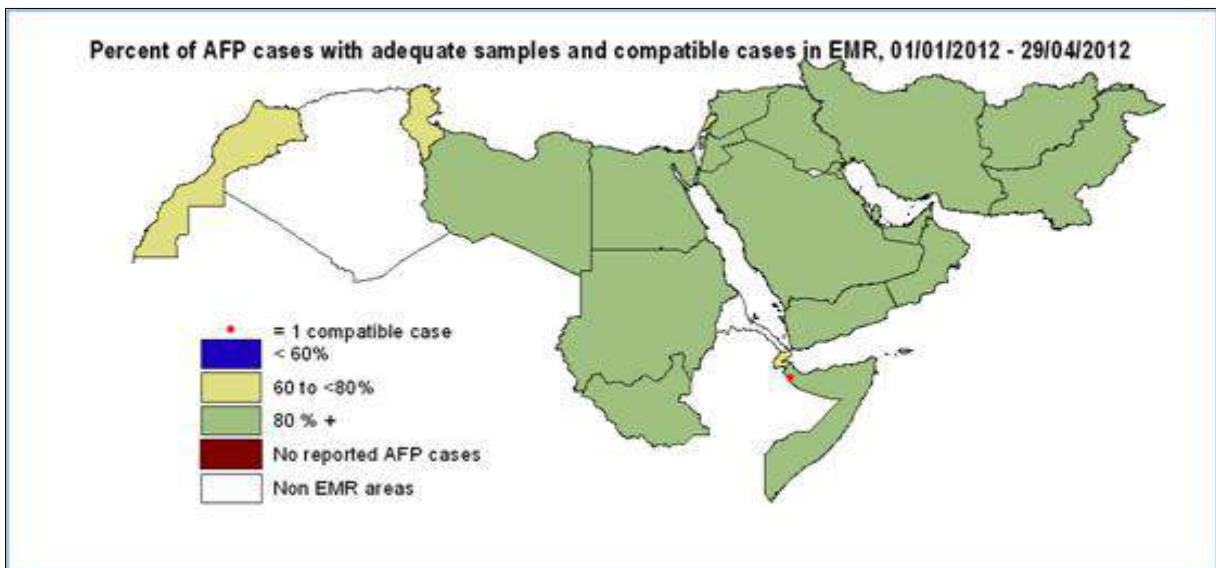 Percent of AFP cases with adequate samples and compatible cases in EMR, 01/01/2012 - 29/04/2012
= 1 compatible case
< 60%
60 to <80%
80 % +
No reported AFP cases
Non EMR areas